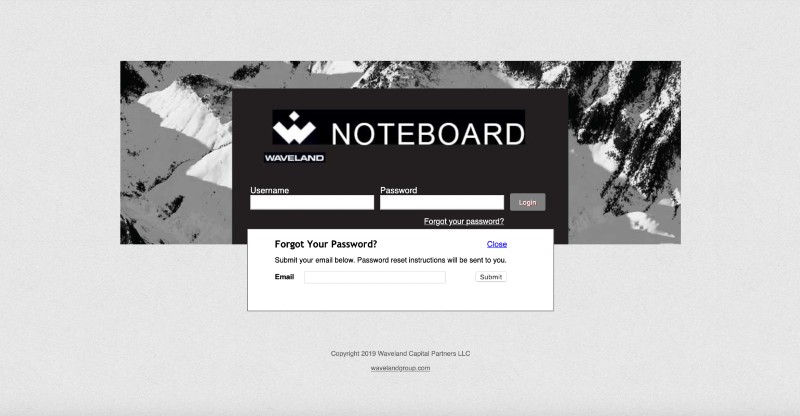 NOTEBOARD
WAVELAND
Username Password
Login
Forgot your password?
Forgot Your Password? Close
Submit your email below. Password reset instructions will be sent to you.
Email Submit
Copyright 2019 Waveland Capital Partners LLC
wavelandgroup.com